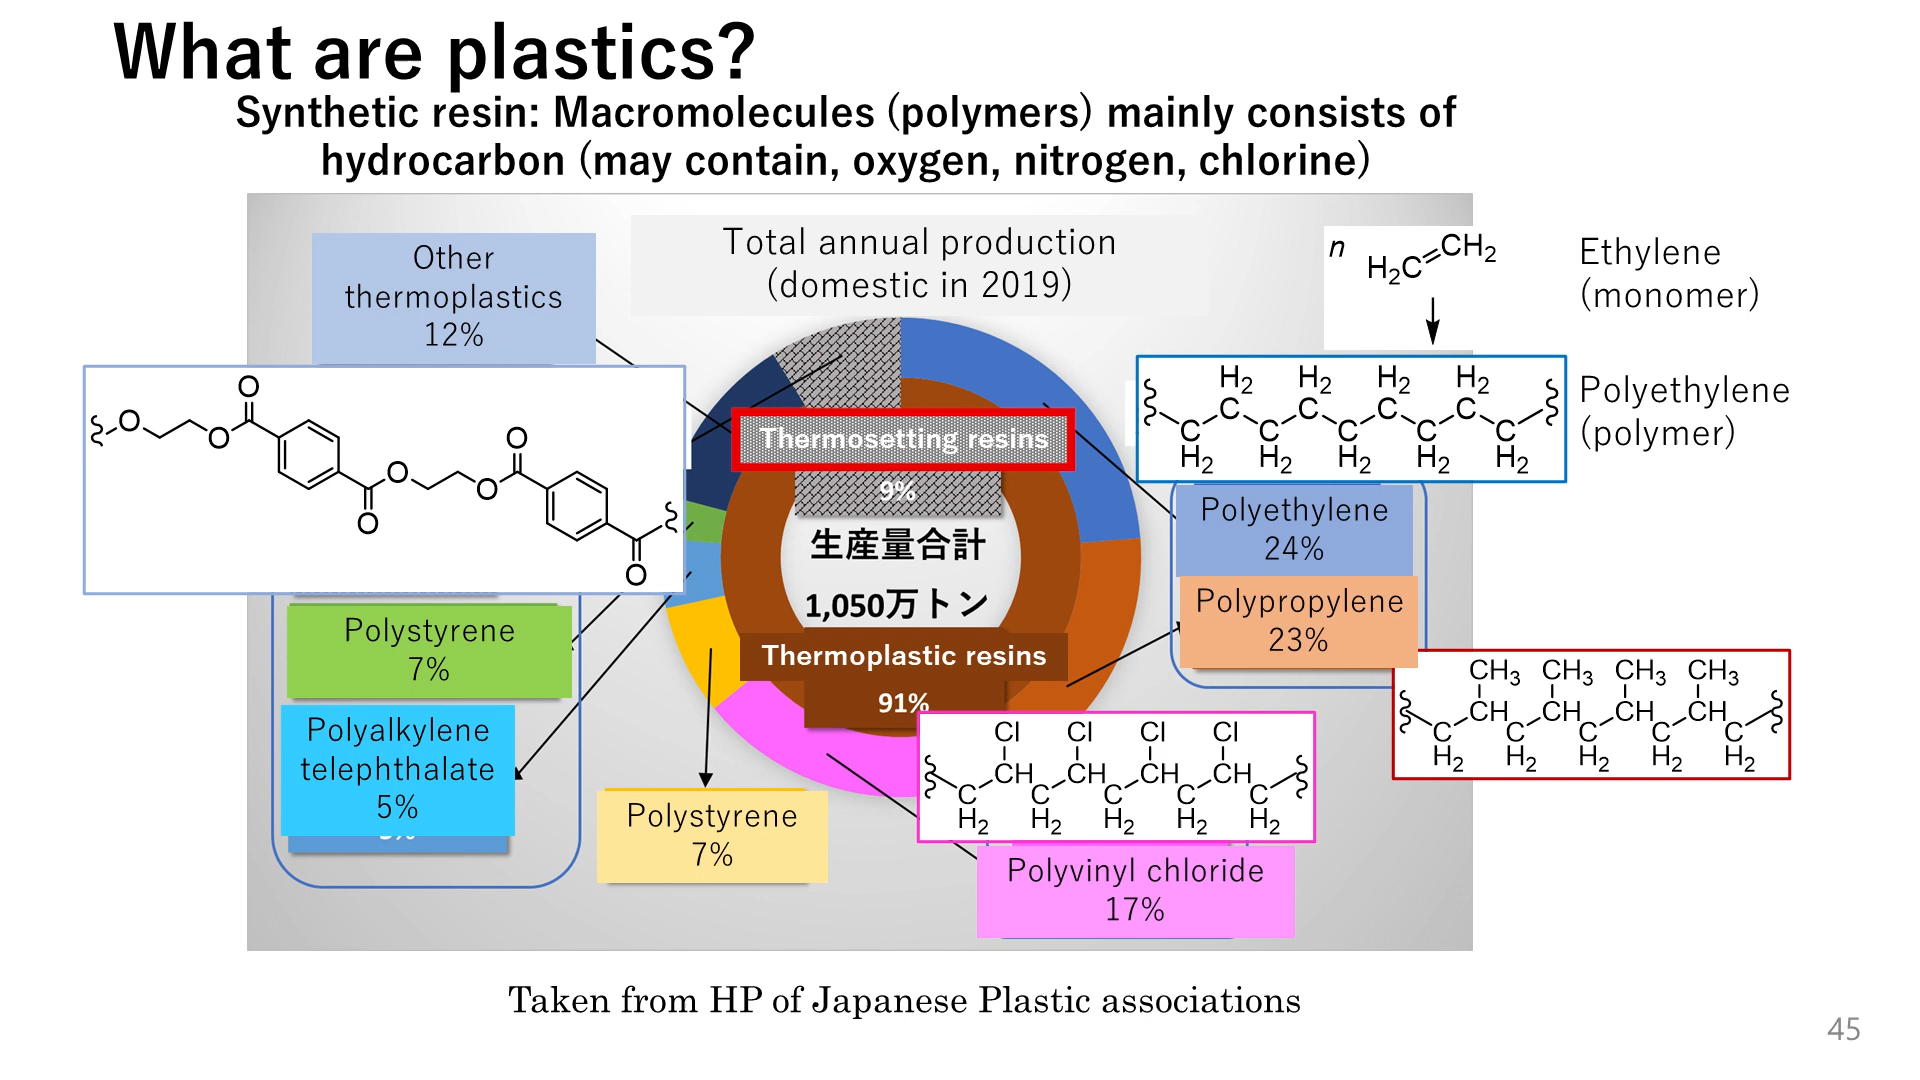 What are plastics?
Synthetic resin: Macromolecules (polymers) mainly consists of
hydrocarbon (may contain, oxygen, nitrogen, chlorine)
Total annual production
(domestic in 2019)
Other
thermoplastics
12%
n H₂C CH₂
Ethylene
(monomer)
O O O O O O O O
H₂ H₂ H₂ H₂
C C C C
C C C C C
H₂ H₂ H₂ H₂ H₂
Polyethylene
(polymer)
Thermosetting resins
9%
生産量合計
1,050万トン
Thermoplastic resins
91%
Polyethylene
24%
Polypropylene
23%
CH₃ CH₃ CH₃ CH₃
CH CH CH CH
C C C C C
H₂ H₂ H₂ H₂ H₂
Polystyrene
7%
Polyalkylene
telephthalate
5%
Polystyrene
7%
Cl Cl Cl Cl
CH CH CH CH
C C C C C
H₂ H₂ H₂ H₂ H₂
Polyvinyl chloride
17%
Taken from HP of Japanese Plastic associations
45